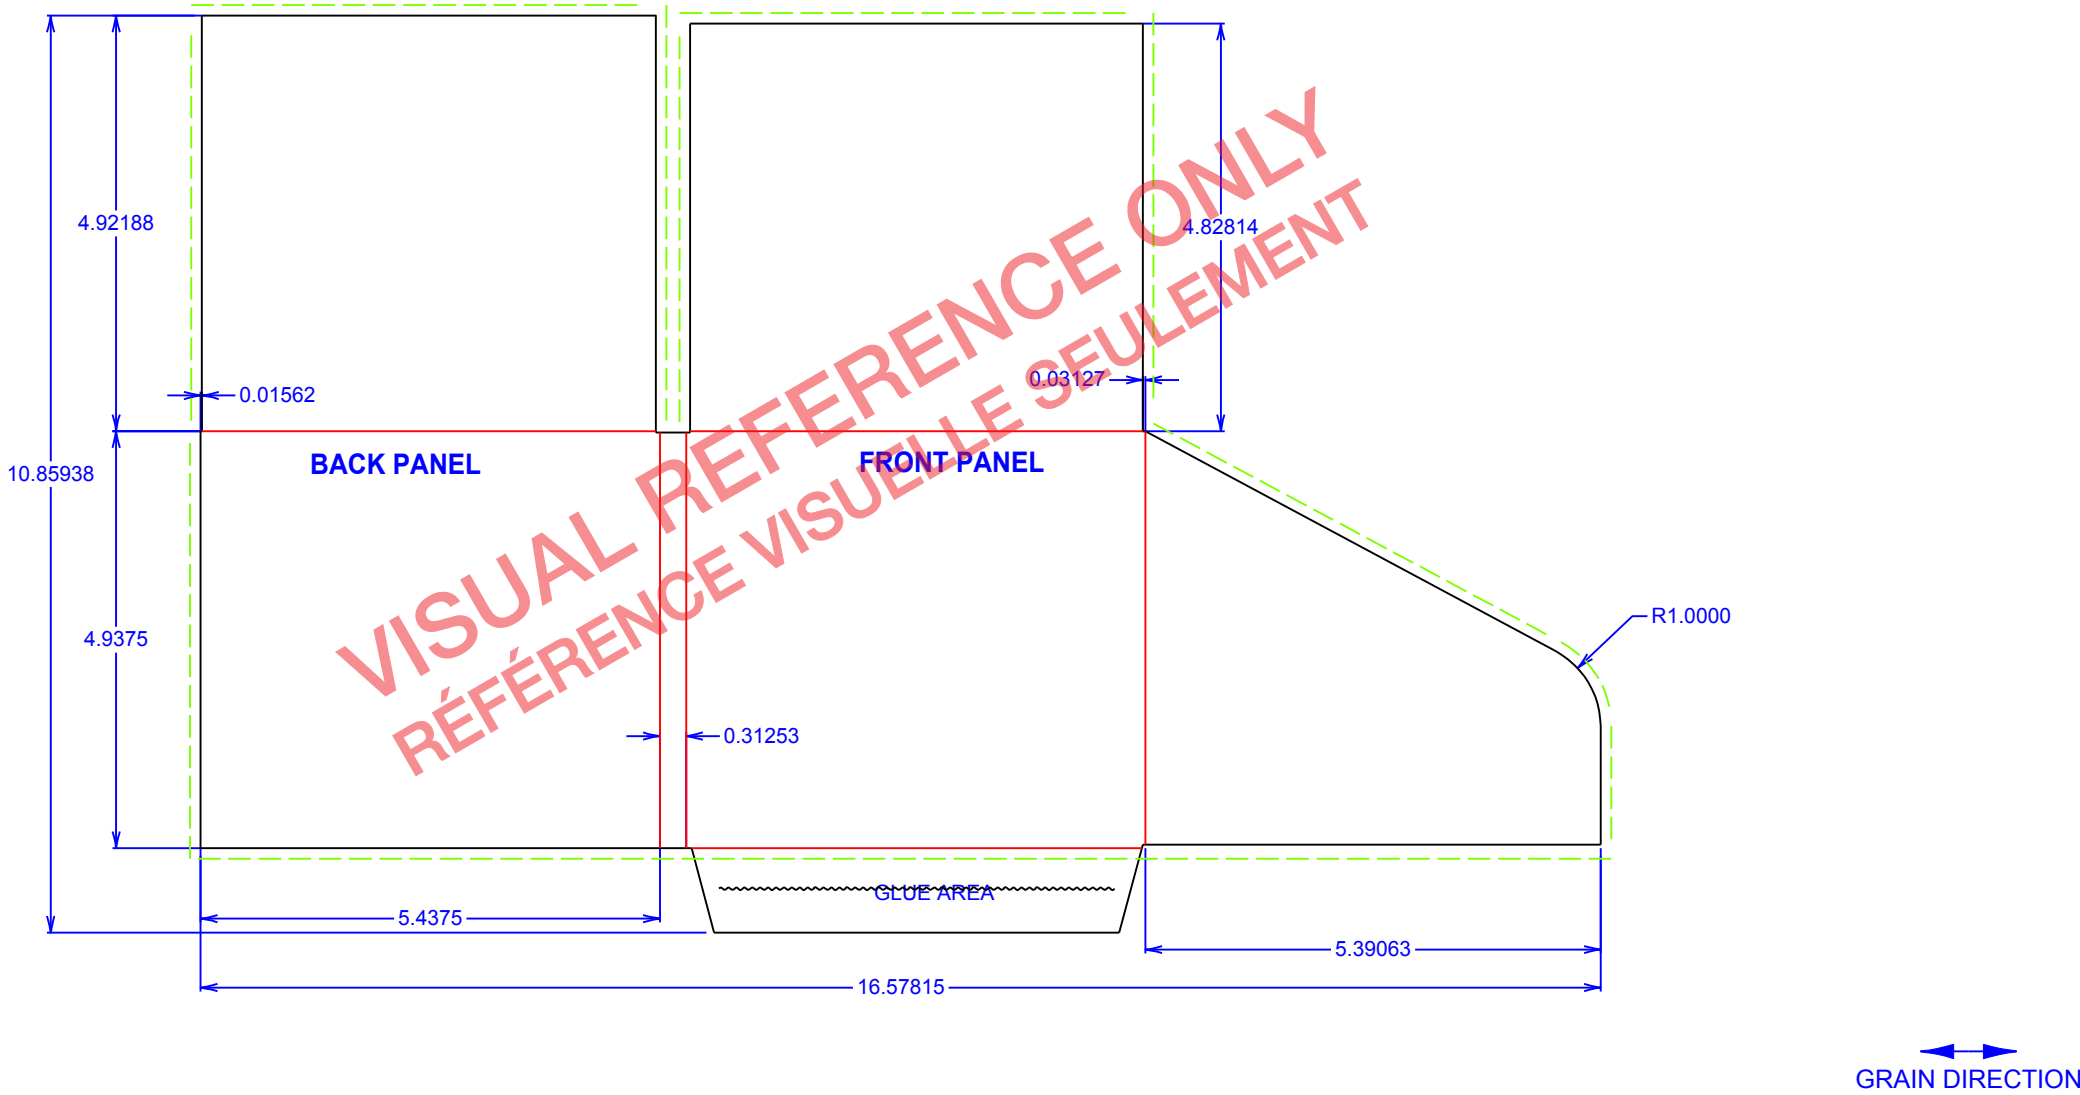 4.92188
4.82814
0.03127
0.01562
BACK PANEL
FRONT PANEL
10.85938
VISUAL REFERENCE ONLY
RÉFÉRENCE VISUELLE SEULEMENT
R1.0000
4.9375
0.31253
GLUE AREA
5.4375
5.39063
16.57815
GRAIN DIRECTION